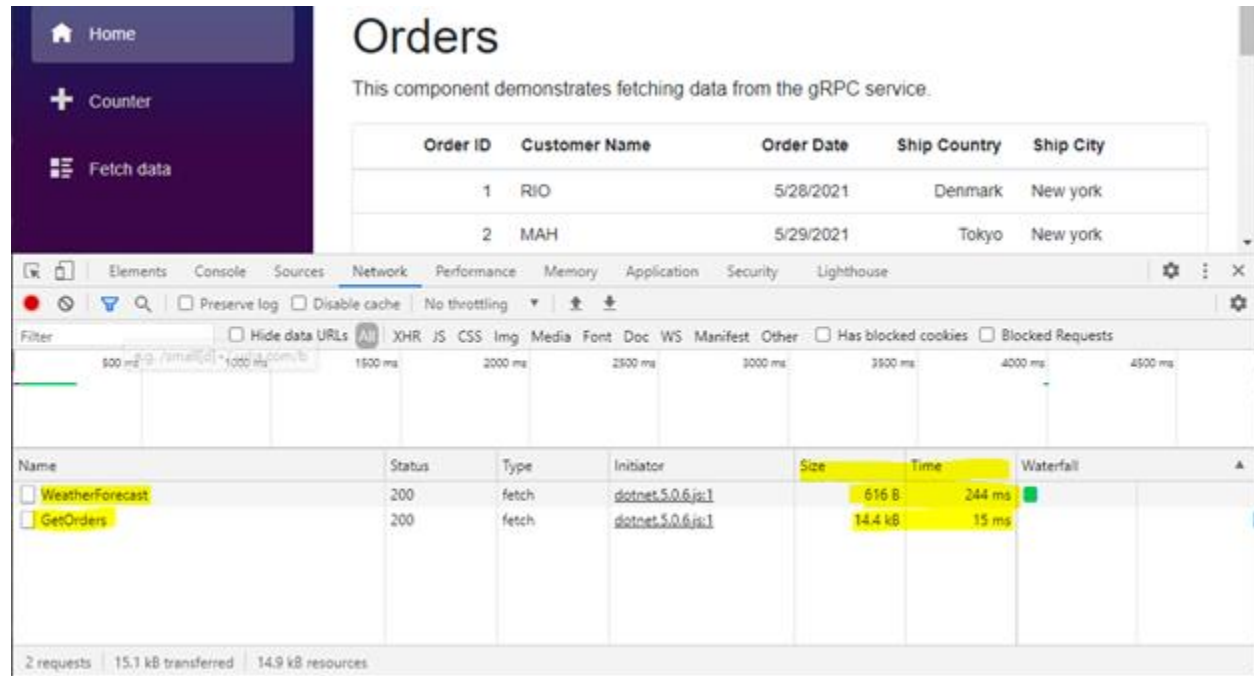 Home
Counter
Fetch data
Orders
This component demonstrates fetching data from the gRPC service.
Order ID Customer Name Order Date Ship Country Ship City
1 RIO 5/28/2021 Denmark New york
2 MAH 5/29/2021 Tokyo New york
Elements Console Sources Network Performance Memory Application Security Lighthouse
Preserve log Disable cache No throttling
Filter Hide data URLs All XHR JS CSS Img Media Font Doc WS Manifest Other Has blocked cookies Blocked Requests
500 ms 1000 ms 1500 ms 2000 ms 2500 ms 3000 ms 3500 ms 4000 ms 4500 ms
Name Status Type Initiator Size Time Waterfall
WeatherForecast 200 fetch dotnet.5.0.6.js:1 616 B 244 ms
GetOrders 200 fetch dotnet.5.0.6.js:1 14.4 kB 15 ms
2 requests 15.1 kB transferred 14.9 kB resources